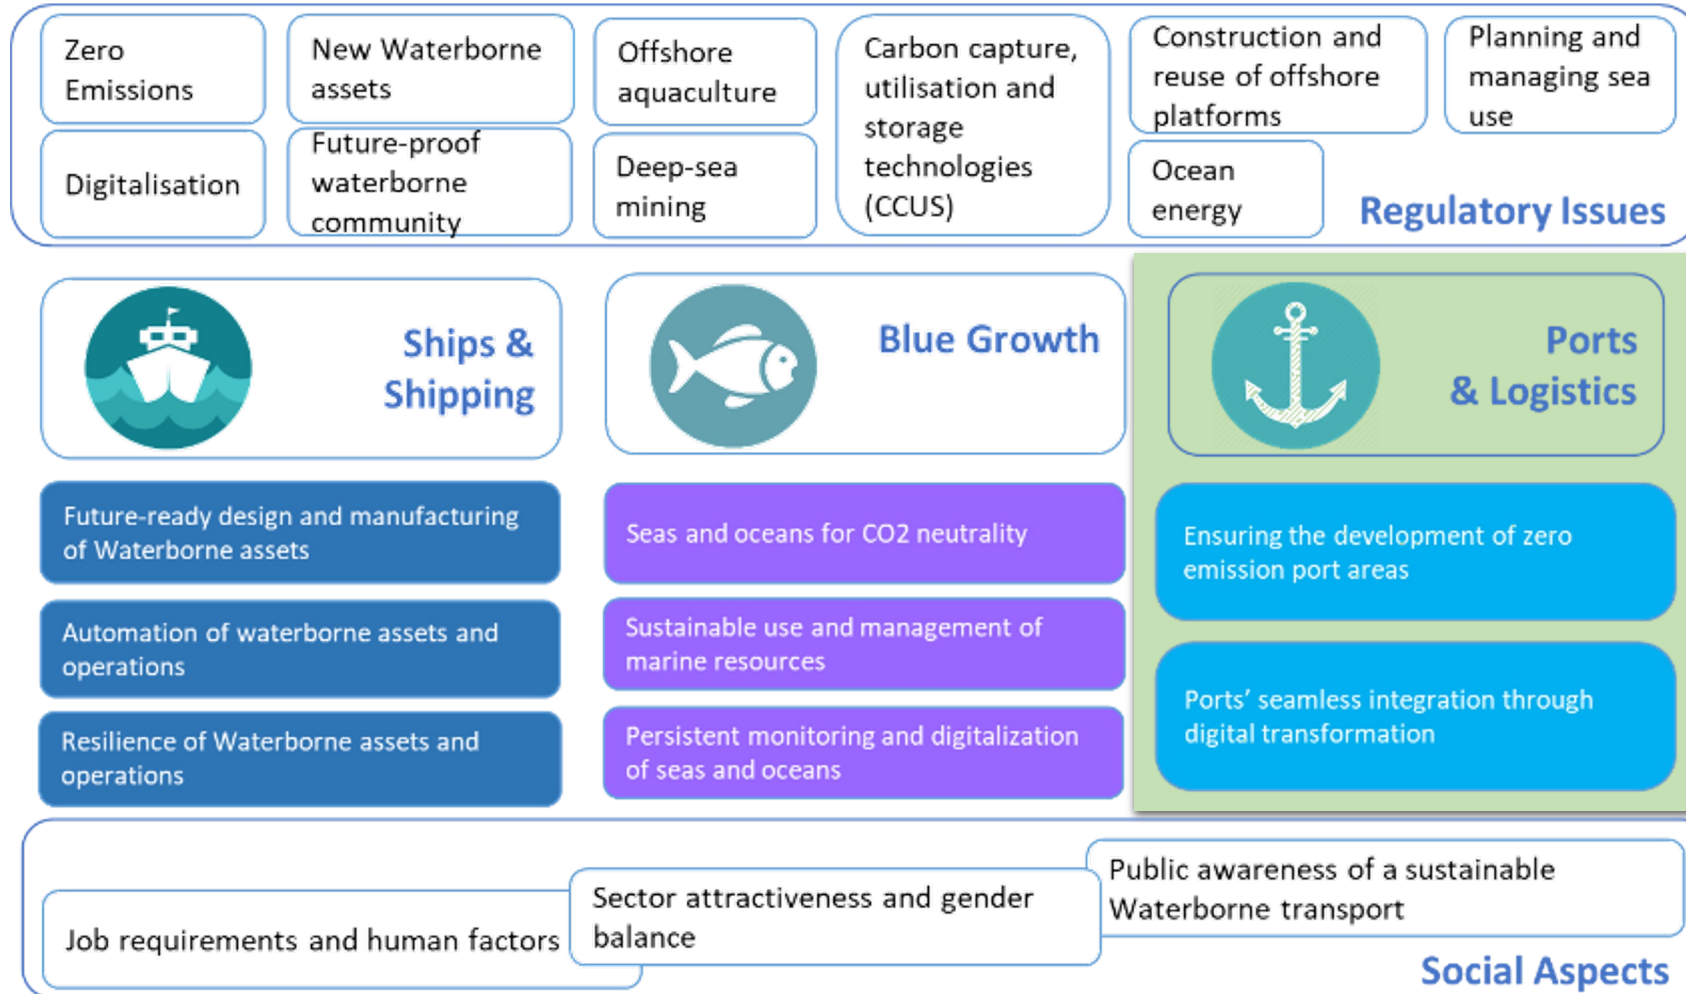 Zero
Emissions
New Waterborne
assets
Offshore
aquaculture
Carbon capture,
utilisation and
storage
technologies
(CCUS)
Construction and
reuse of offshore
platforms
Planning and
managing sea
use
Digitalisation
Future-proof
waterborne
community
Deep-sea
mining
Ocean
energy
Regulatory Issues
Ships &
Shipping
Future-ready design and manufacturing
of Waterborne assets
Automation of waterborne assets and
operations
Resilience of Waterborne assets and
operations
Blue Growth
Seas and oceans for CO2 neutrality
Sustainable use and management of
marine resources
Persistent monitoring and digitalization
of seas and oceans
Ports
& Logistics
Ensuring the development of zero
emission port areas
Ports’ seamless integration through
digital transformation
Job requirements and human factors
Sector attractiveness and gender
balance
Public awareness of a sustainable
Waterborne transport
Social Aspects